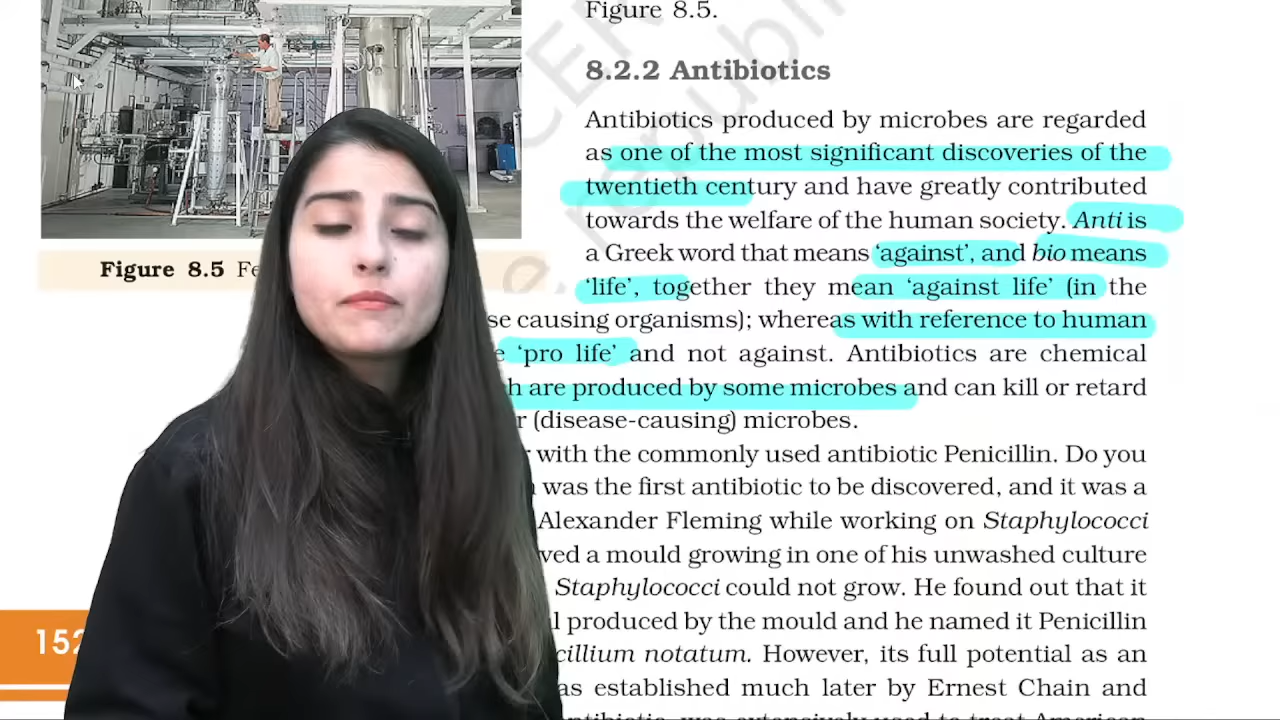 Figure 8.5.
8.2.2 Antibiotics
Antibiotics produced by microbes are regarded
as one of the most significant discoveries of the
twentieth century and have greatly contributed
towards the welfare of the human society. Anti is
a Greek word that means ‘against’, and bio means
‘life’, together they mean ‘against life’ (in the
causing organisms); whereas with reference to human
‘pro life’ and not against. Antibiotics are chemical
are produced by some microbes and can kill or retard
(disease-causing) microbes.
with the commonly used antibiotic Penicillin. Do you
was the first antibiotic to be discovered, and it was a
Alexander Fleming while working on Staphylococci
a mould growing in one of his unwashed culture
Staphylococci could not grow. He found out that it
produced by the mould and he named it Penicillin
notatum. However, its full potential as an
established much later by Ernest Chain and
was extensively used to treat American
Figure 8.5
152